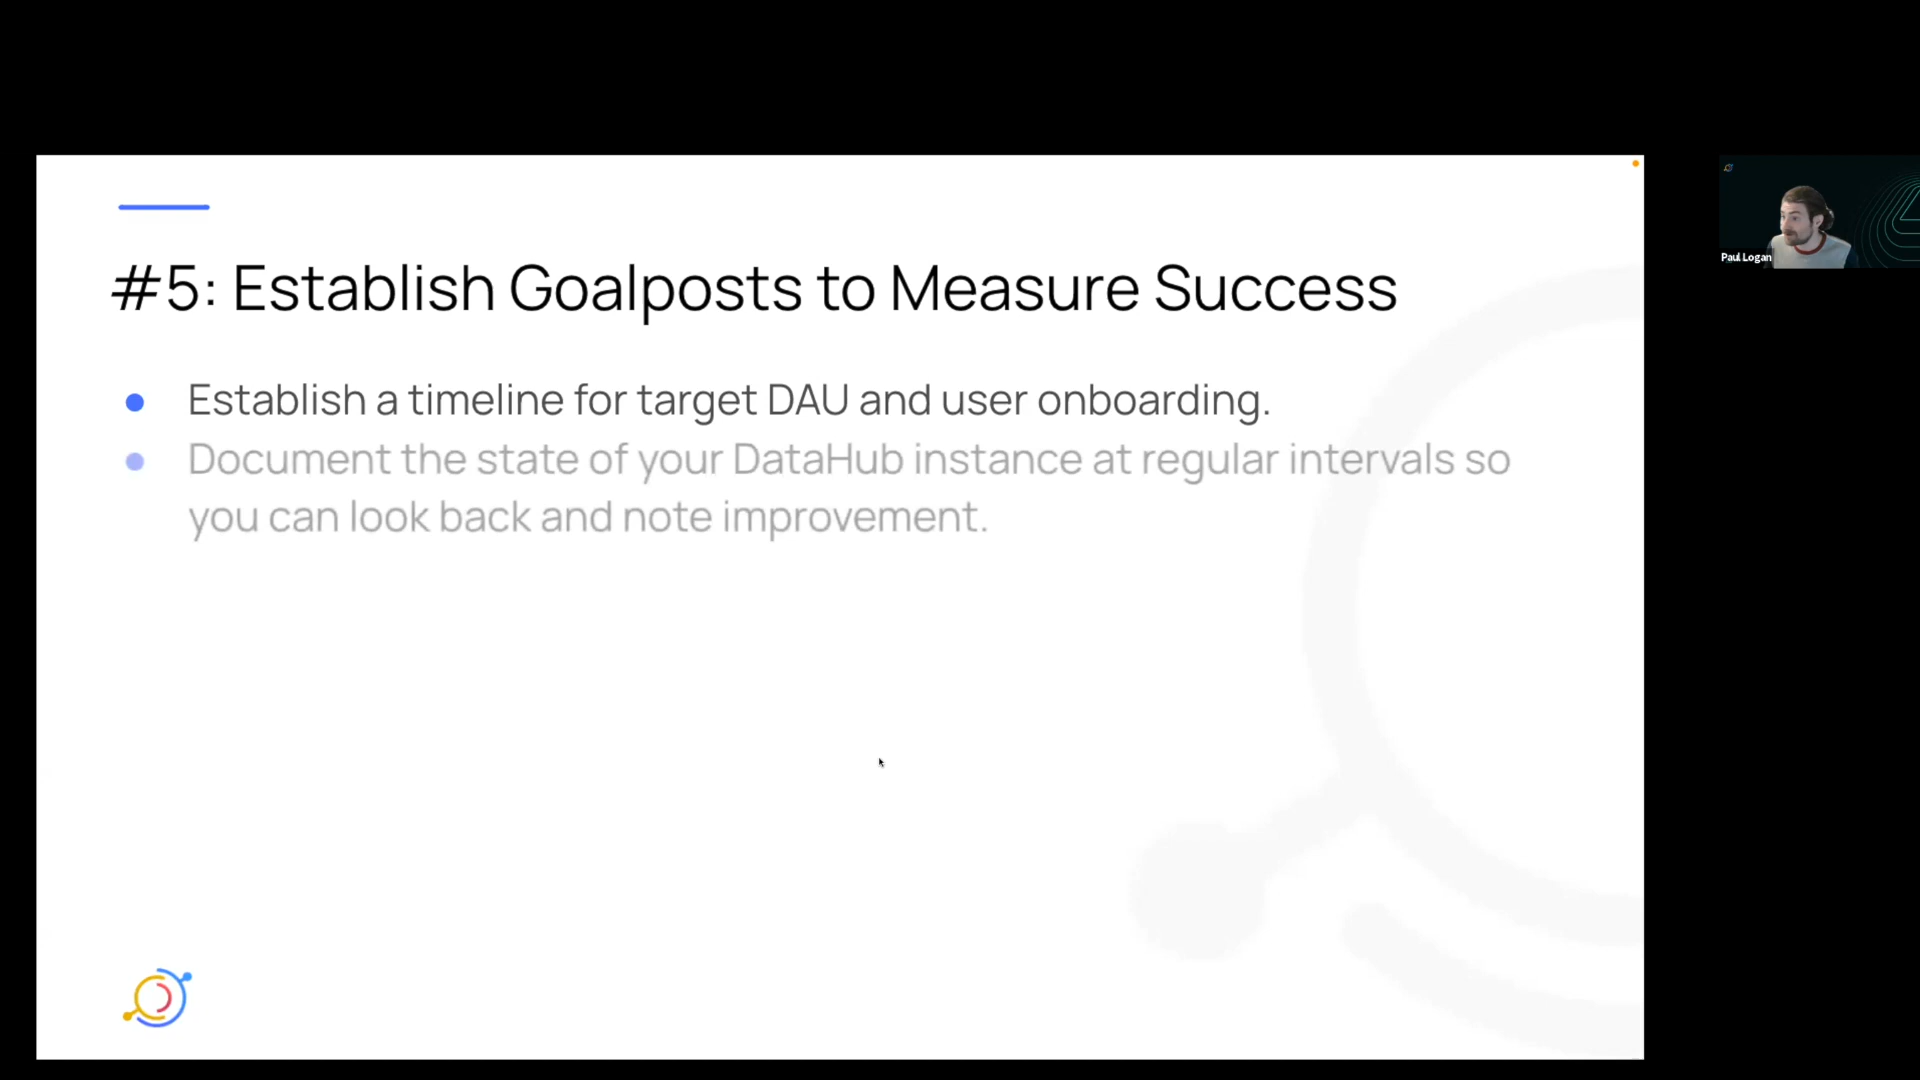 #5: Establish Goalposts to Measure Success
Establish a timeline for target DAU and user onboarding.
Document the state of your DataHub instance at regular intervals so
you can look back and note improvement.
Paul Logan